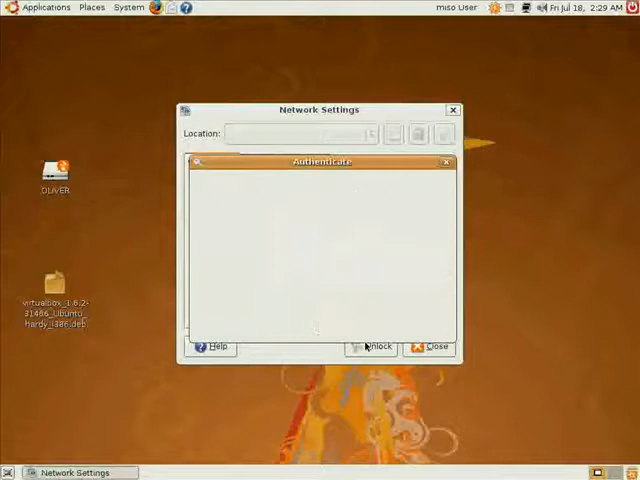 Applications Places System
miso User
Fri Jul 18, 2:29 AM
Network Settings
Location:
Authenticate
OLIVER
virtualbox_1.6.2-
31466_Ubuntu_
hardy_i386.deb
Help
Unlock
Close
Network Settings